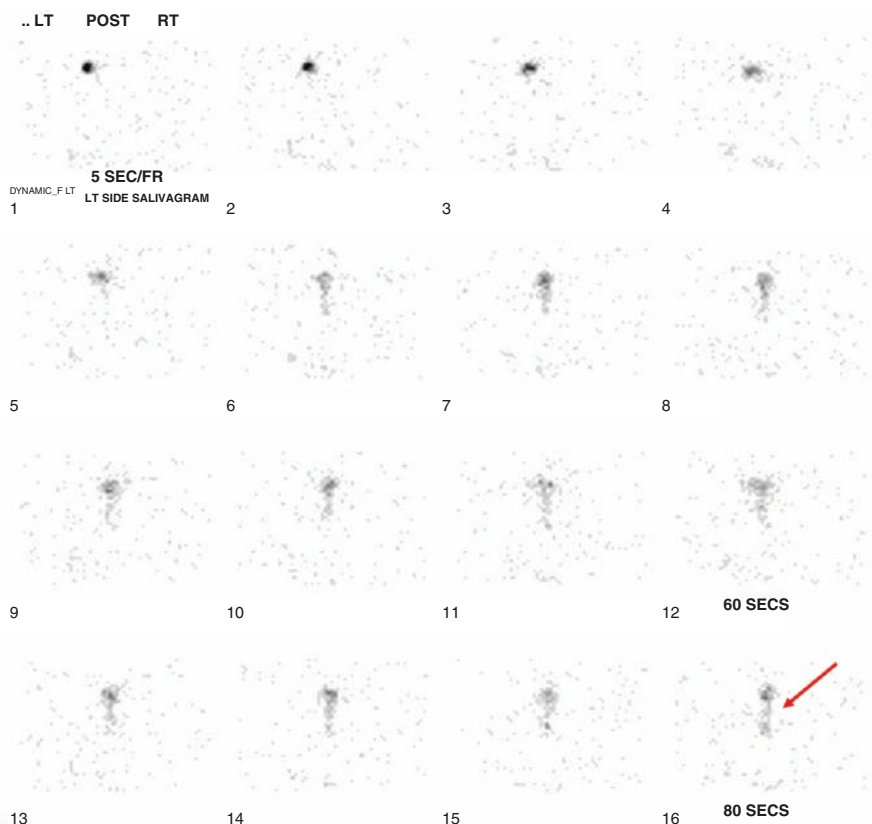 .. LT POST RT
5 SEC/FR
DYNAMIC_F LT LT SIDE SALIVAGRAM
1 2 3 4
5 6 7 8
9 10 11 12 60 SECS
13 14 15 16 80 SECS